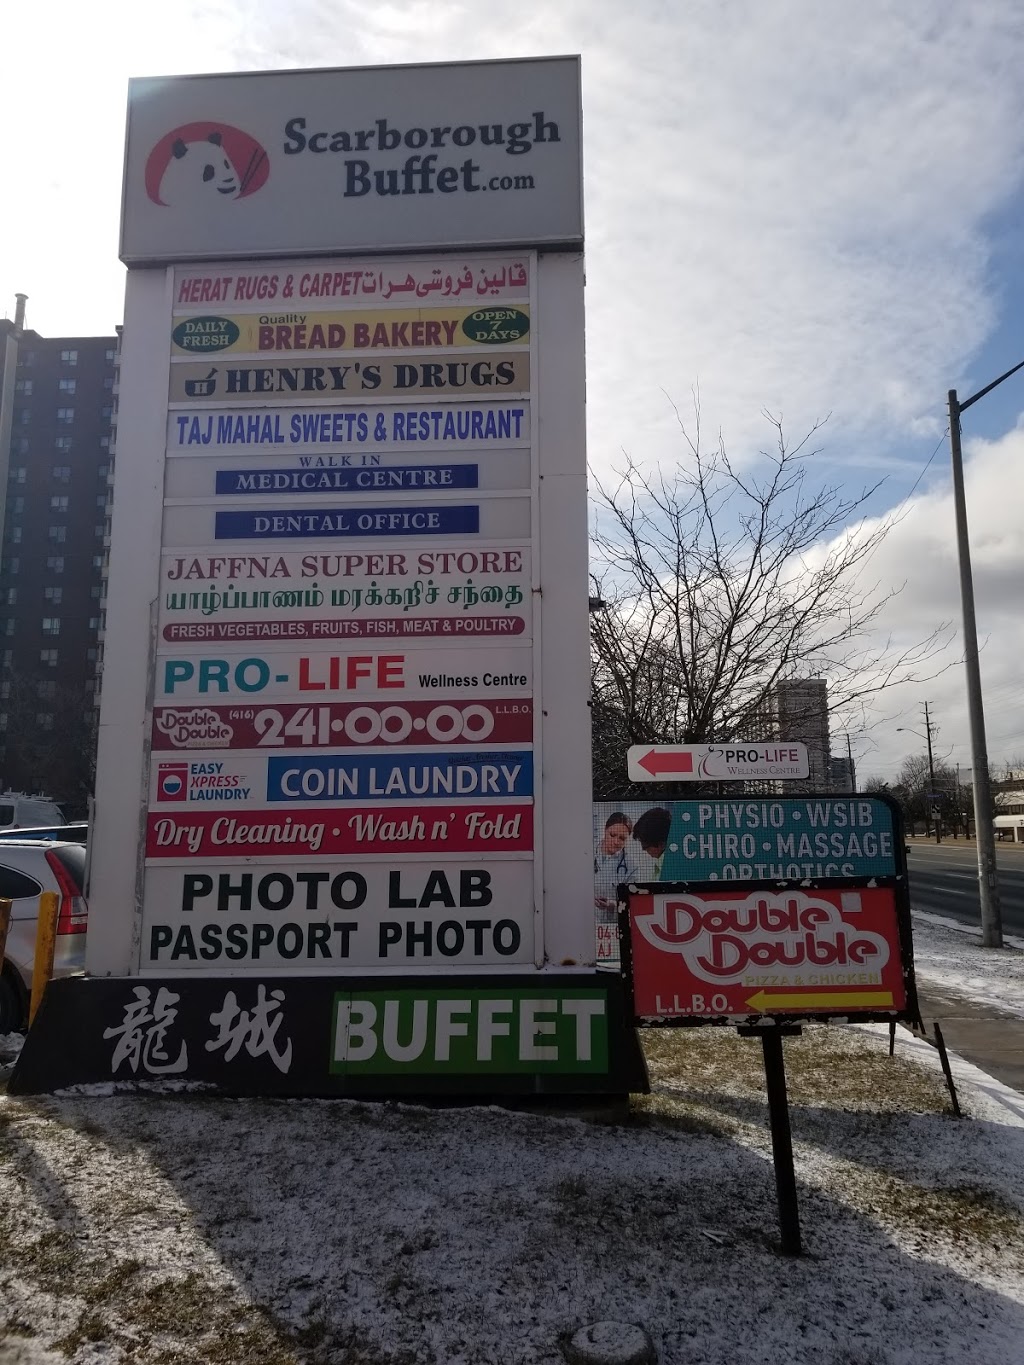 Scarborough
Buffet.com
HERAT RUGS & CARPET قالین فروشی هرات
DAILY FRESH
Quality
BREAD BAKERY
OPEN 7 DAYS
HENRY'S DRUGS
TAJ MAHAL SWEETS & RESTAURANT
WALK IN
MEDICAL CENTRE
DENTAL OFFICE
JAFFNA SUPER STORE
யாழ்ப்பாணம் மரக்கறிச் சந்தை
FRESH VEGETABLES, FRUITS, FISH, MEAT & POULTRY
PRO-LIFE Wellness Centre
Double Double (416) 241•00•00 L.L.B.O.
EASY
XPRESS
LAUNDRY
COIN LAUNDRY
Dry Cleaning • Wash n' Fold
PHOTO LAB
PASSPORT PHOTO
龍城 BUFFET
PRO-LIFE
WELLNESS CENTRE
• PHYSIO • WSIB
• CHIRO • MASSAGE
• ORTHOTICS
Double
Double
PIZZA & CHICKEN
L.L.B.O.